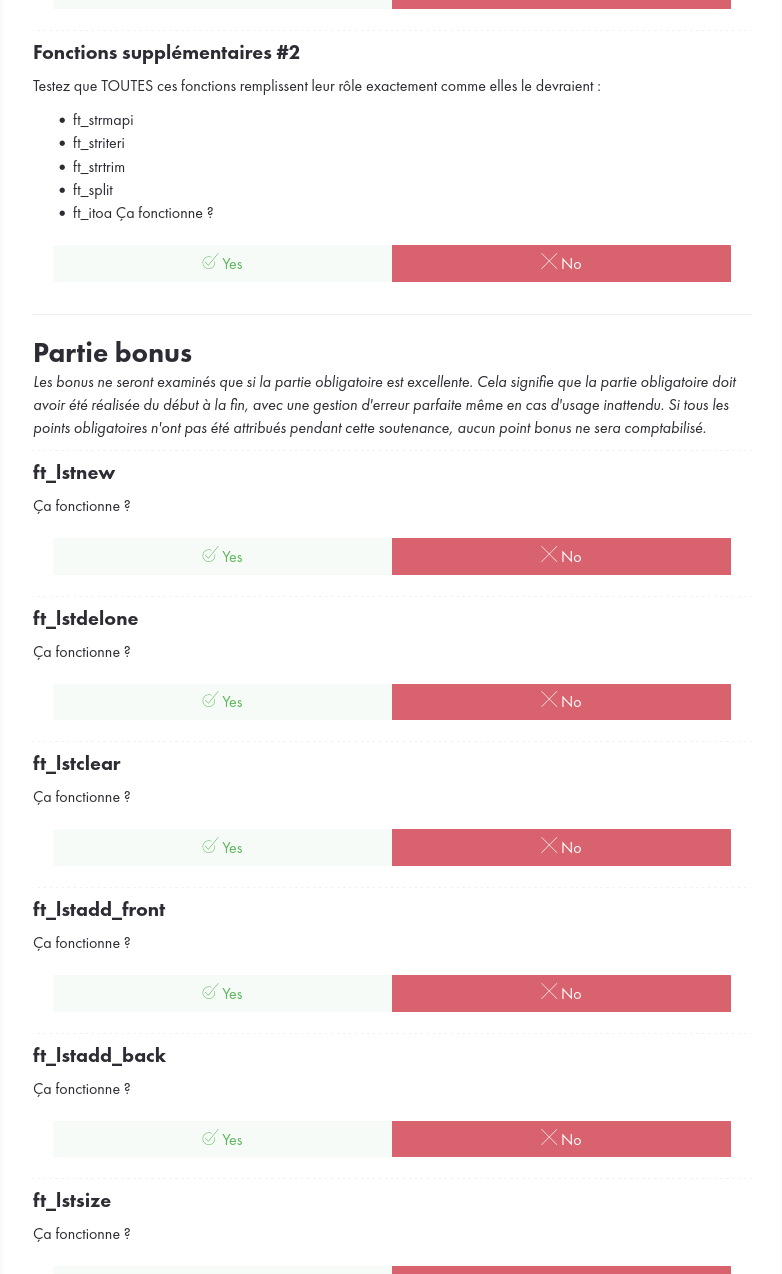 Fonctions supplémentaires #2
Testez que TOUTES ces fonctions remplissent leur rôle exactement comme elles le devraient :
• ft_strmapi
• ft_striteri
• ft_strtrim
• ft_split
• ft_itoa Ça fonctionne ?
Yes
No
Partie bonus
Les bonus ne seront examinés que si la partie obligatoire est excellente. Cela signifie que la partie obligatoire doit
avoir été réalisée du début à la fin, avec une gestion d'erreur parfaite même en cas d'usage inattendu. Si tous les
points obligatoires n'ont pas été attribués pendant cette soutenance, aucun point bonus ne sera comptabilisé.
ft_lstnew
Ça fonctionne ?
Yes
No
ft_lstdelone
Ça fonctionne ?
Yes
No
ft_lstclear
Ça fonctionne ?
Yes
No
ft_lstadd_front
Ça fonctionne ?
Yes
No
ft_lstadd_back
Ça fonctionne ?
Yes
No
ft_lstsize
Ça fonctionne ?